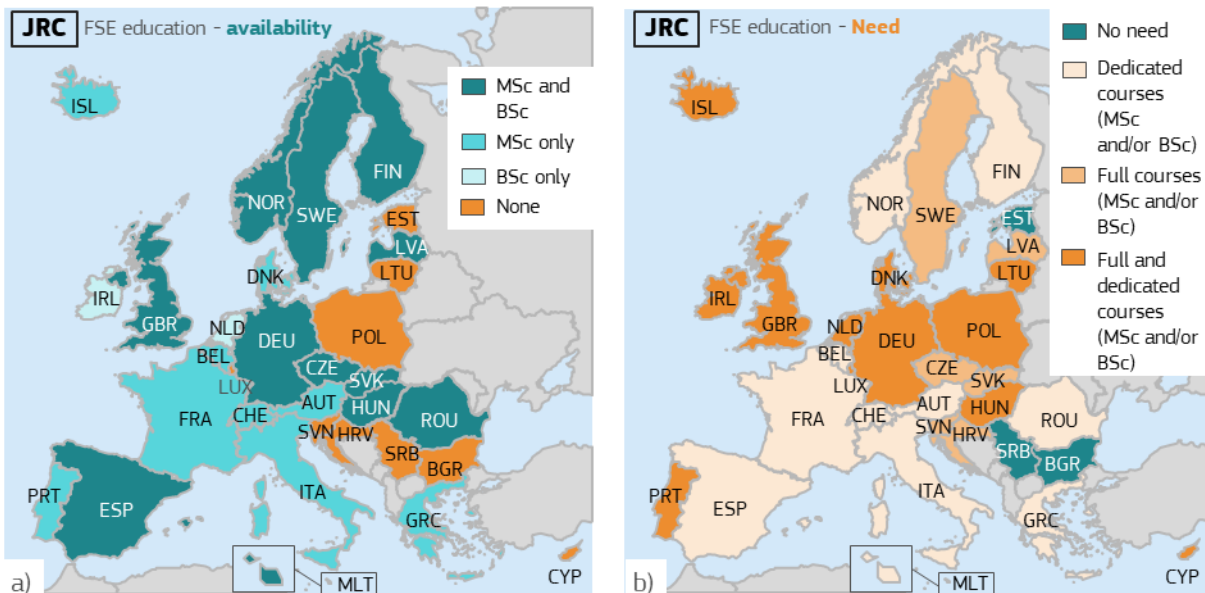 JRC FSE education - availability
MSc and
BSc
MSc only
BSc only
None
ISL
FIN
NOR
SWE
EST
LVA
LTU
DNK
IRL
GBR
NLD
DEU
POL
BEL
LUX
CZE
SVK
FRA
CHE
AUT
HUN
ROU
SVN
HRV
SRB
BGR
ITA
PRT
ESP
GRC
MLT
CYP
a)
JRC FSE education - Need
No need
Dedicated
courses
(MSc
and/or BSc)
Full courses
(MSc and/or
BSc)
Full and
dedicated
courses
(MSc and/or
BSc)
ISL
FIN
NOR
SWE
EST
LVA
LTU
DNK
IRL
GBR
NLD
DEU
POL
BEL
LUX
CZE
SVK
FRA
CHE
AUT
HUN
ROU
SVN
HRV
SRB
BGR
ITA
PRT
ESP
GRC
MLT
CYP
b)